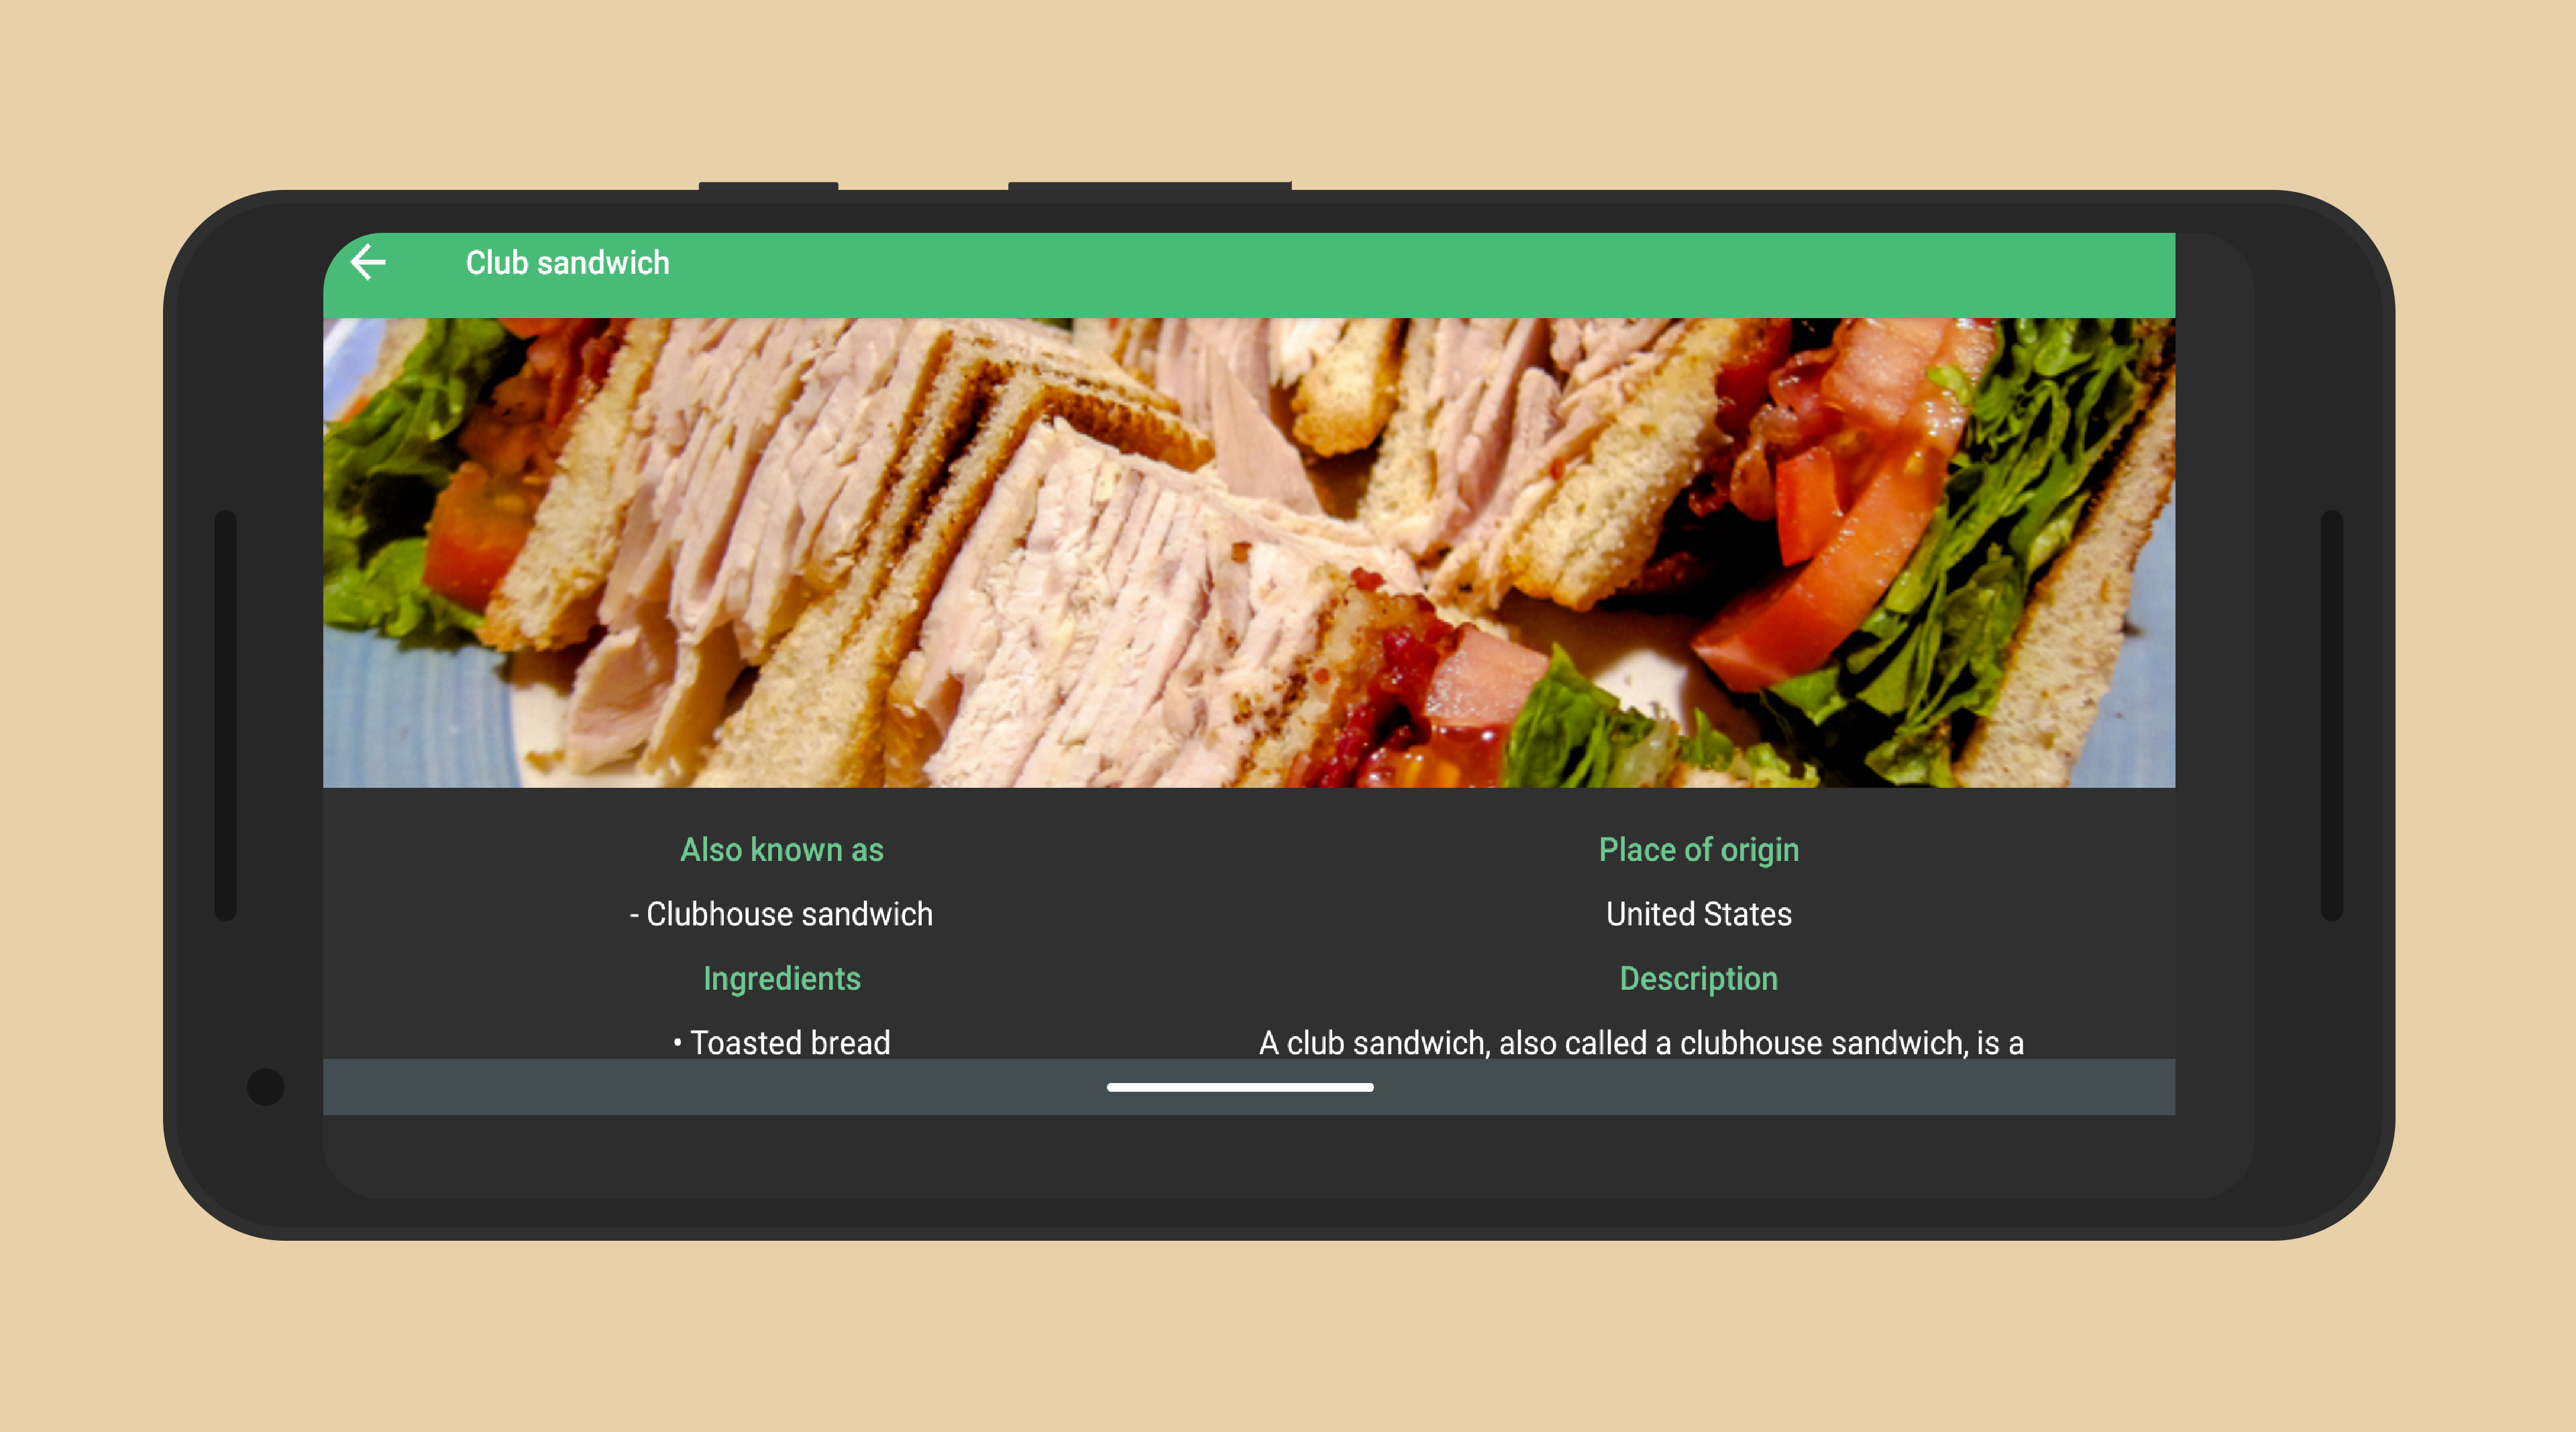 Club sandwich
Also known as
- Clubhouse sandwich
Ingredients
• Toasted bread
Place of origin
United States
Description
A club sandwich, also called a clubhouse sandwich, is a